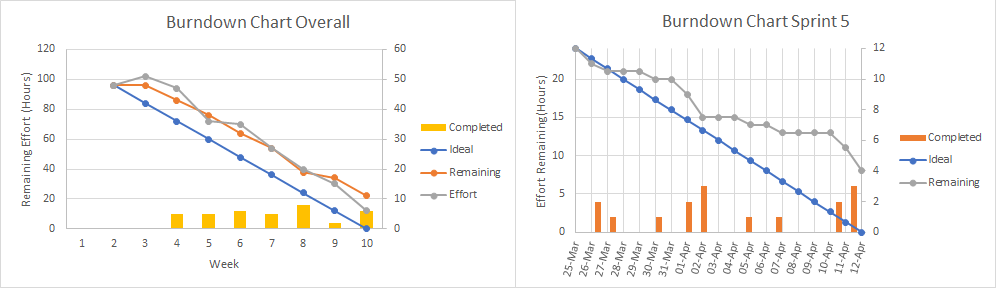 Burndown Chart Overall
120
100
80
60
40
20
0
60
50
40
30
20
10
0
Remaining Effort (Hours)
1 2 3 4 5 6 7 8 9 10
Week
Completed
Ideal
Remaining
Effort
Burndown Chart Sprint 5
20
15
10
5
0
12
10
8
6
4
2
0
Effort Remaining(Hours)
25-Mar
26-Mar
27-Mar
28-Mar
29-Mar
30-Mar
31-Mar
01-Apr
02-Apr
03-Apr
04-Apr
05-Apr
06-Apr
07-Apr
08-Apr
09-Apr
10-Apr
11-Apr
12-Apr
Completed
Ideal
Remaining